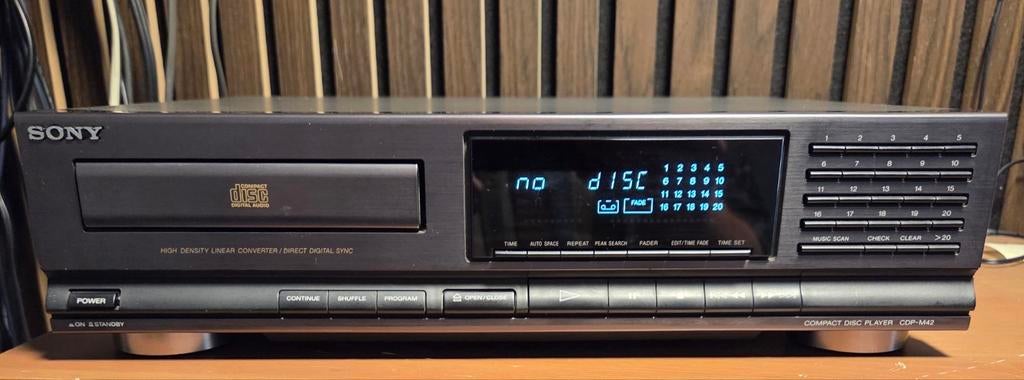 SONY
COMPACT
disc
DIGITAL AUDIO
HIGH DENSITY LINEAR CONVERTER / DIRECT DIGITAL SYNC
no disc
1 2 3 4 5
6 7 8 9 10
11 12 13 14 15
16 17 18 19 20
FADE
TIME AUTO SPACE REPEAT PEAK SEARCH FADER EDIT/TIME FADE TIME SET
1 2 3 4 5
6 7 8 9 10
11 12 13 14 15
16 17 18 19 20
MUSIC SCAN CHECK CLEAR >20
POWER
CONTINUE SHUFFLE PROGRAM OPEN/CLOSE
ON STANDBY
COMPACT DISC PLAYER CDP-M42